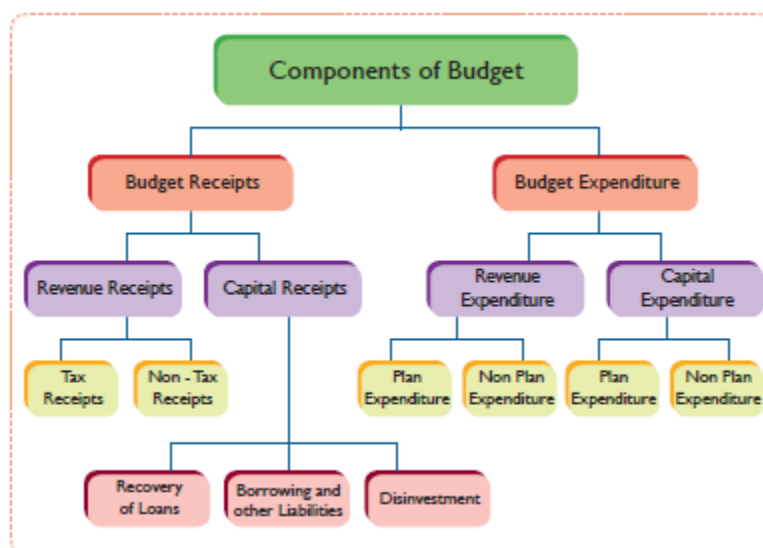 Components of Budget
Budget Receipts
Budget Expenditure
Revenue Receipts
Capital Receipts
Revenue
Expenditure
Capital
Expenditure
Tax
Receipts
Non - Tax
Receipts
Plan
Expenditure
Non Plan
Expenditure
Plan
Expenditure
Non Plan
Expenditure
Recovery
of Loans
Borrowing and
other Liabilities
Disinvestment